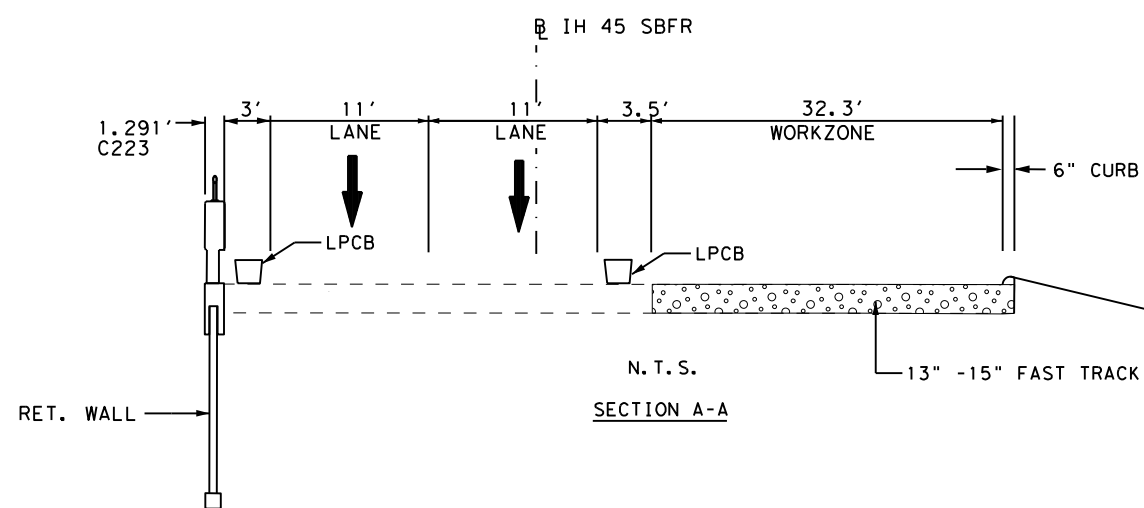 ℄ IH 45 SBFR
3' 11' 11' 3.5' 32.3'
1.291' LANE LANE WORKZONE
C223
6" CURB
LPCB
LPCB
N.T.S.
13" -15" FAST TRACK
RET. WALL
SECTION A-A